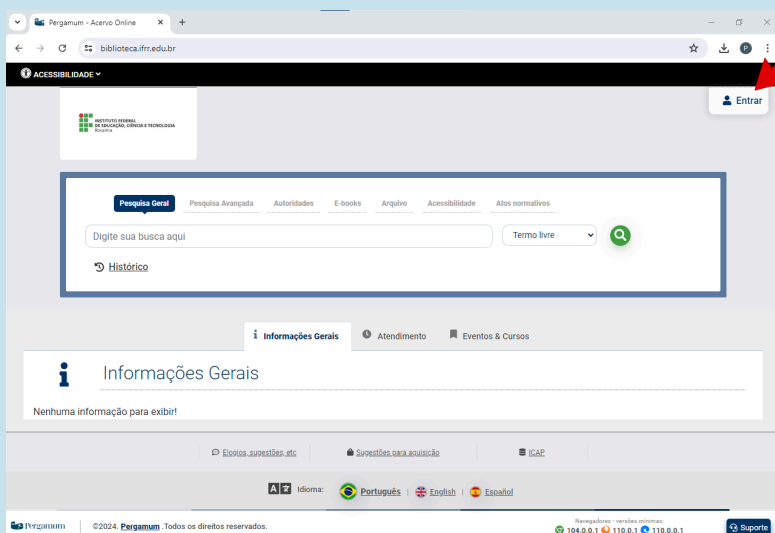 Pergamum - Acervo Online
biblioteca.ifrr.edu.br
P
ACESSIBILIDADE
Entrar
INSTITUTO FEDERAL
DE EDUCAÇÃO, CIÊNCIA E TECNOLOGIA
Roraima
Pesquisa Geral Pesquisa Avançada Autoridades E-books Arquivo Acessibilidade Atos normativos
Digite sua busca aqui Termo livre
Histórico
Informações Gerais Atendimento Eventos & Cursos
Informações Gerais
Nenhuma informação para exibir!
Elogios, sugestões, etc Sugestões para aquisição ICAP
Idioma: Português | English | Español
Navegadores - versões mínimas:
Pergamum ©2024. Pergamum .Todos os direitos reservados. 104.0.0.1 110.0.1 110.0.0.1 Suporte